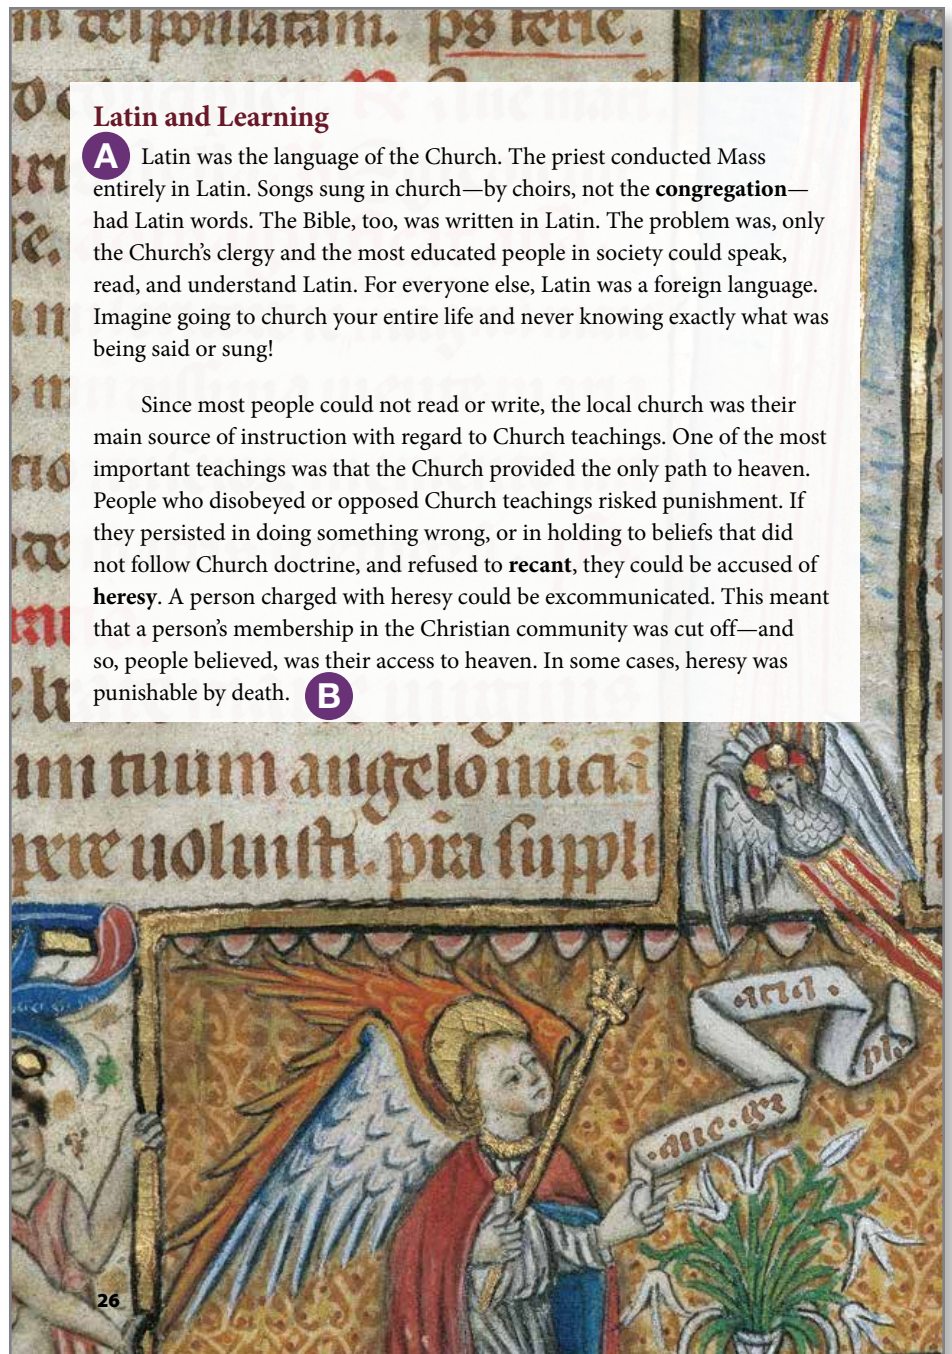 ps
Latin and Learning
A
Latin was the language of the Church. The priest conducted Mass
entirely in Latin. Songs sung in church—by choirs, not the congregation—
had Latin words. The Bible, too, was written in Latin. The problem was, only
the Church’s clergy and the most educated people in society could speak,
read, and understand Latin. For everyone else, Latin was a foreign language.
Imagine going to church your entire life and never knowing exactly what was
being said or sung!
Since most people could not read or write, the local church was their
main source of instruction with regard to Church teachings. One of the most
important teachings was that the Church provided the only path to heaven.
People who disobeyed or opposed Church teachings risked punishment. If
they persisted in doing something wrong, or in holding to beliefs that did
not follow Church doctrine, and refused to recant, they could be accused of
heresy. A person charged with heresy could be excommunicated. This meant
that a person’s membership in the Christian community was cut off—and
so, people believed, was their access to heaven. In some cases, heresy was
punishable by death.
B
tuum angelo
uoluisti. suppli
26